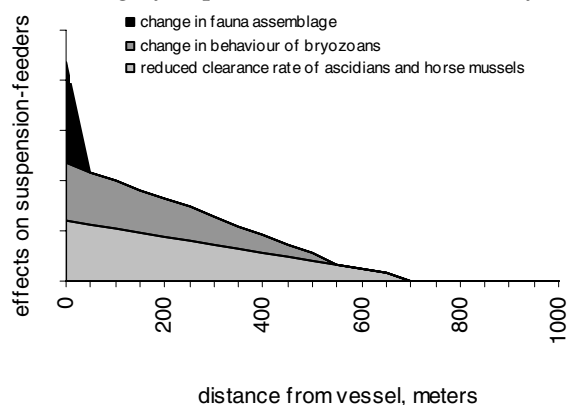 change in fauna assemblage
change in behaviour of bryozoans
reduced clearance rate of ascidians and horse mussels
effects on suspension-feeders
0
200
400
600
800
1000
distance from vessel, meters